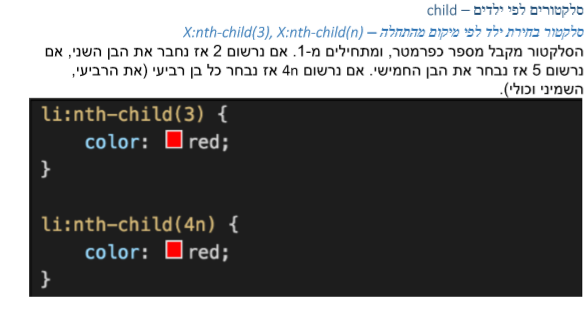 סלקטורים לפי ילדים – child
סלקטור בחירת ילד לפי מיקום מההתחלה – X:nth-child(3), X:nth-child(n)
הסלקטור מקבל מספר כפרמטר, ומתחילים מ-1. אם נרשום 2 אז נחבר את הבן השני, אם
נרשום 5 אז נבחר את הבן החמישי. אם נרשום 4n אז נבחר כל בן רביעי (את הרביעי,
השמיני וכולי).
li:nth-child(3) {
    color: red;
}
li:nth-child(4n) {
    color: red;
}